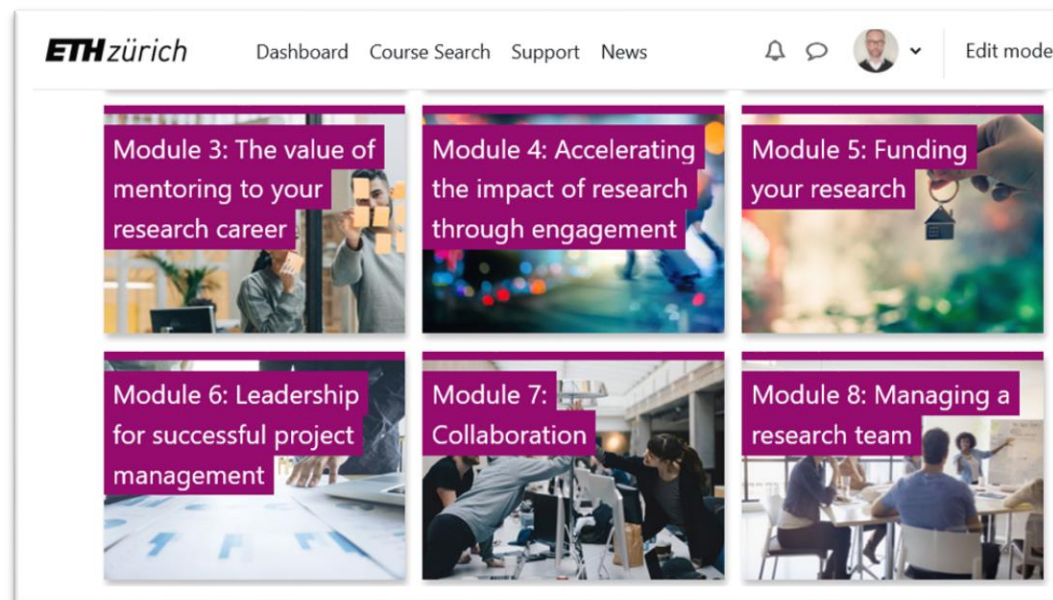 ETH zürich
Dashboard Course Search Support News
Edit mode
Module 3: The value of
mentoring to your
research career
Module 4: Accelerating
the impact of research
through engagement
Module 5: Funding
your research
Module 6: Leadership
for successful project
management
Module 7:
Collaboration
Module 8: Managing a
research team